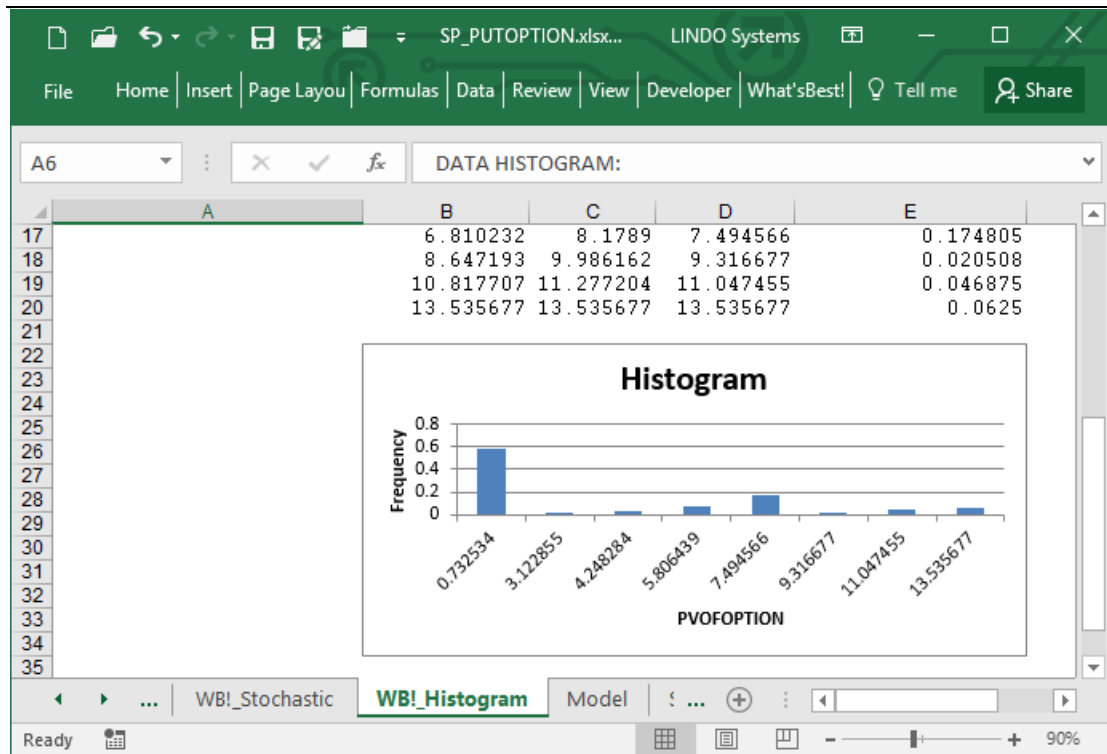 SP_PUTOPTION.xlsx... LINDO Systems
File Home Insert Page Layou Formulas Data Review View Developer What'sBest! Tell me Share
A6 fx DATA HISTOGRAM:
A B C D E
17 6.810232 8.1789 7.494566 0.174805
18 8.647193 9.986162 9.316677 0.020508
19 10.817707 11.277204 11.047455 0.046875
20 13.535677 13.535677 13.535677 0.0625
21
22
23
24
25
26
27
28
29
30
31
32
33
34
35
Histogram
Frequency
0.8
0.6
0.4
0.2
0
0.732534 3.122855 4.248284 5.806439 7.494566 9.316677 11.047455 13.535677
PVOFOPTION
... WB!_Stochastic WB!_Histogram Model S ...
Ready 90%